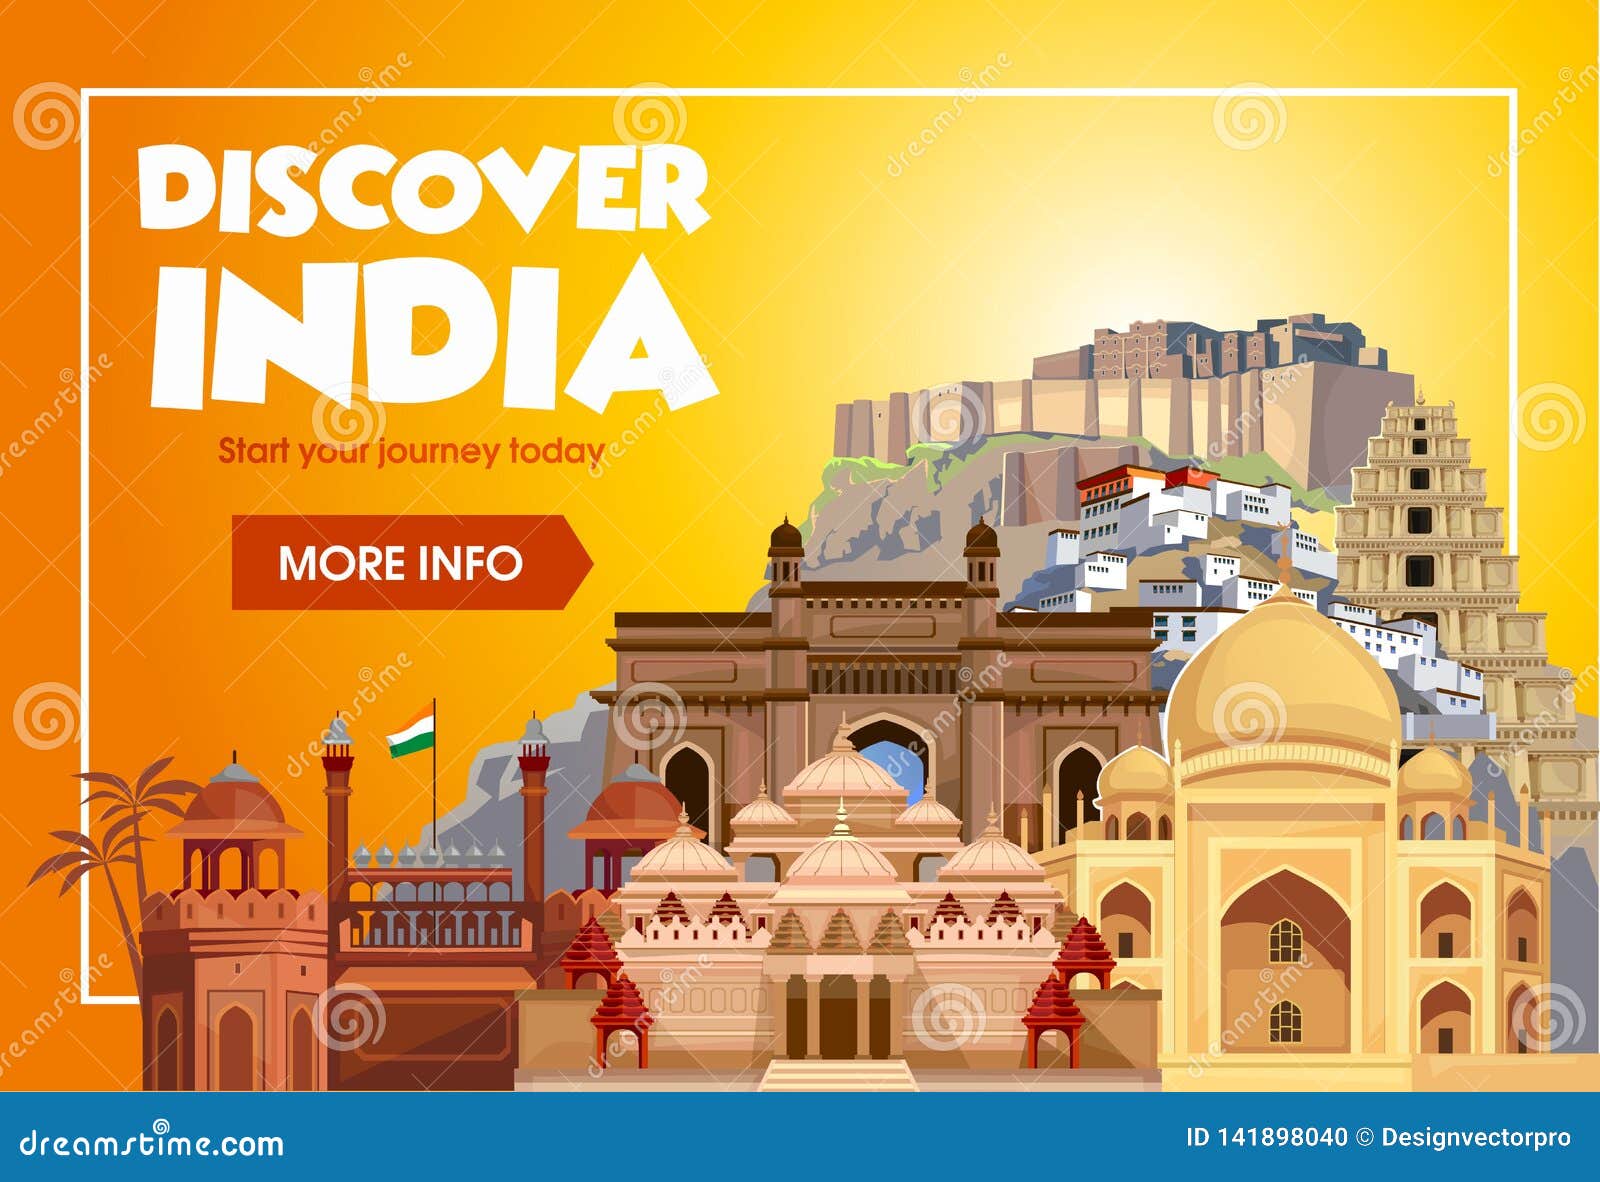 DISCOVER
INDIA
Start your journey today
MORE INFO
dreamstime.com
ID 141898040 © Designvectorpro